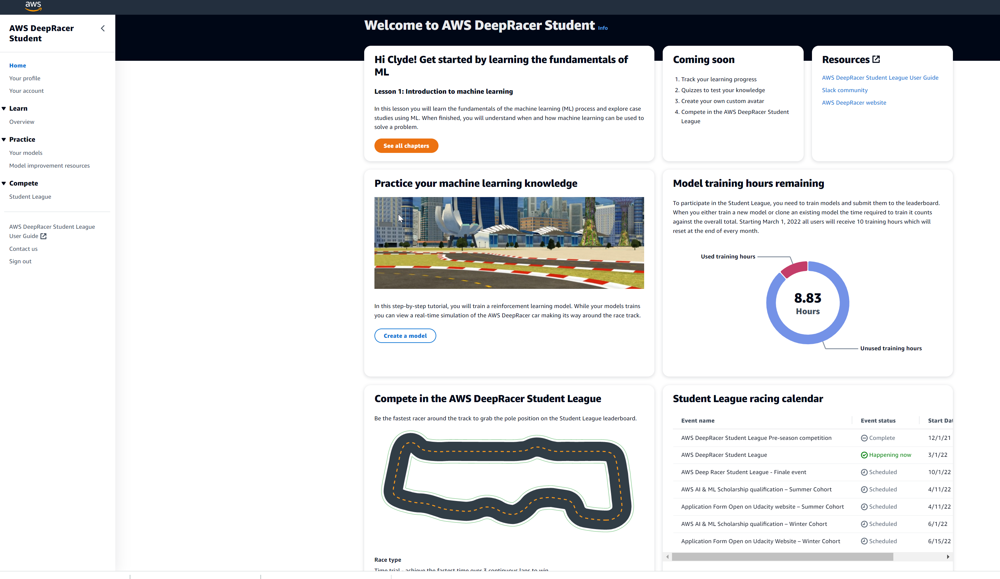 aws
AWS DeepRacer
Student
Home
Your profile
Your account
Learn
Overview
Practice
Your models
Model improvement resources
Compete
Student League
AWS DeepRacer Student League
User Guide
Contact us
Sign out
Welcome to AWS DeepRacer Student Info
Hi Clyde! Get started by learning the fundamentals of
ML
Lesson 1: Introduction to machine learning
In this lesson you will learn the fundamentals of the machine learning (ML) process and explore case
studies using ML. When finished, you will understand when and how machine learning can be used to
solve a problem.
See all chapters
Coming soon
1. Track your learning progress
2. Quizzes to test your knowledge
3. Create your own custom avatar
4. Compete in the AWS DeepRacer Student
League
Resources
AWS DeepRacer Student League User Guide
Slack community
AWS DeepRacer website
Practice your machine learning knowledge
In this step-by-step tutorial, you will train a reinforcement learning model. While your models trains
you can view a real-time simulation of the AWS DeepRacer car making its way around the race track.
Create a model
Model training hours remaining
To participate in the Student League, you need to train models and submit them to the leaderboard.
When you either train a new model or clone an existing model the time required to train it counts
against the overall total. Starting March 1, 2022 all users will receive 10 training hours which will
reset at the end of every month.
Used training hours
8.83
Hours
Unused training hours
Compete in the AWS DeepRacer Student League
Be the fastest racer around the track to grab the pole position on the Student League leaderboard.
Race type
Time trial - achieve the fastest time over 3 continuous laps to win
Student League racing calendar
Event name Event status Start Dat
AWS DeepRacer Student League Pre-season competition Complete 12/1/21
AWS DeepRacer Student League Happening now 3/1/22
AWS Deep Racer Student League - Finale event Scheduled 10/1/22
AWS AI & ML Scholarship qualification – Summer Cohort Scheduled 4/11/22
Application Form Open on Udacity website – Summer Cohort Scheduled 4/11/22
AWS AI & ML Scholarship qualification – Winter Cohort Scheduled 6/1/22
Application Form Open on Udacity Website – Winter Cohort Scheduled 6/15/22